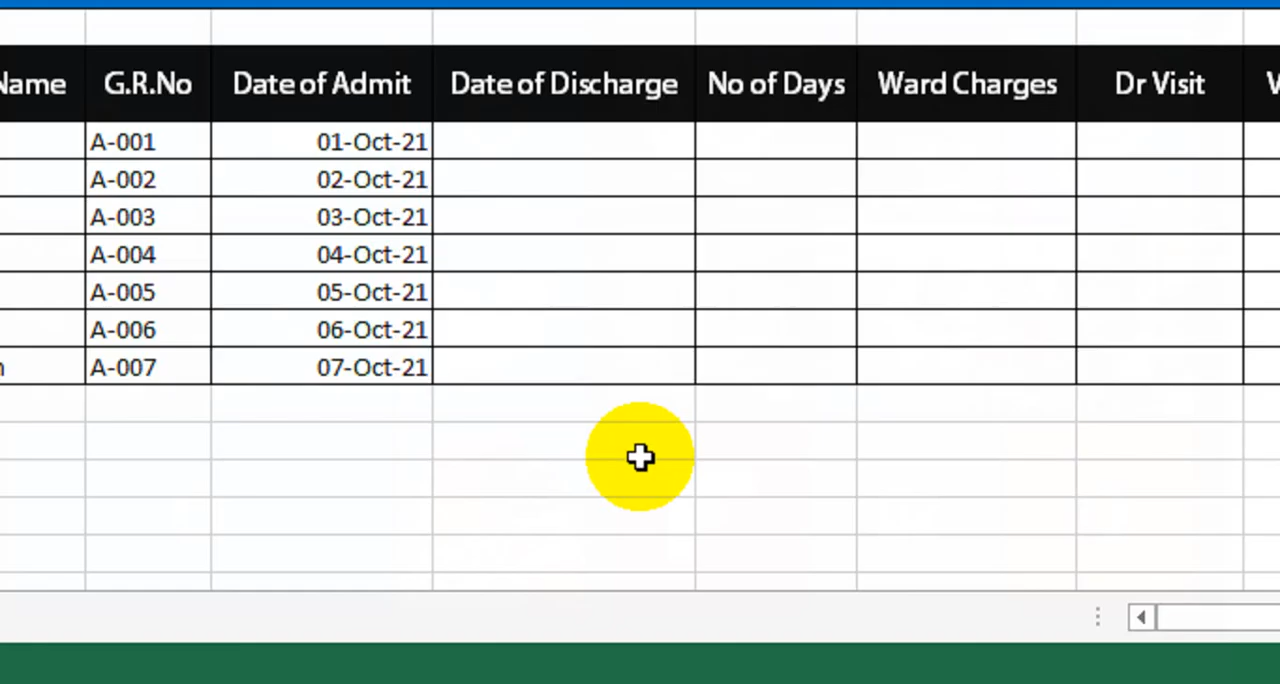 Name G.R.No Date of Admit Date of Discharge No of Days Ward Charges Dr Visit
A-001 01-Oct-21
A-002 02-Oct-21
A-003 03-Oct-21
A-004 04-Oct-21
A-005 05-Oct-21
A-006 06-Oct-21
A-007 07-Oct-21